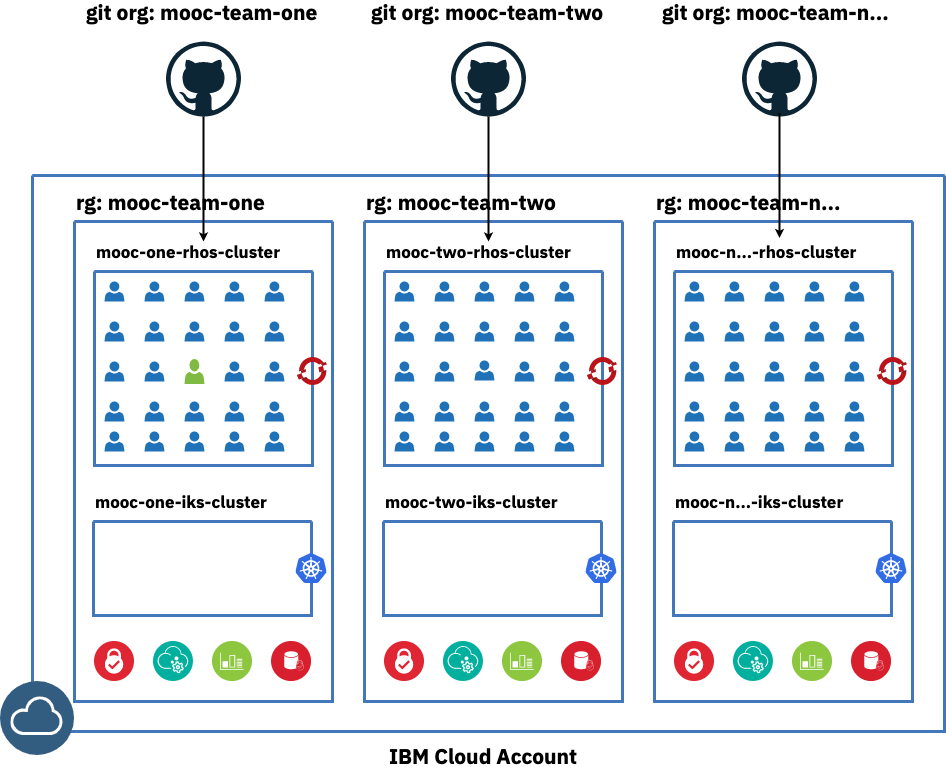 git org: mooc-team-one
git org: mooc-team-two
git org: mooc-team-n...
rg: mooc-team-one
rg: mooc-team-two
rg: mooc-team-n...
mooc-one-rhos-cluster
mooc-two-rhos-cluster
mooc-n...-rhos-cluster
mooc-one-iks-cluster
mooc-two-iks-cluster
mooc-n...-iks-cluster
IBM Cloud Account